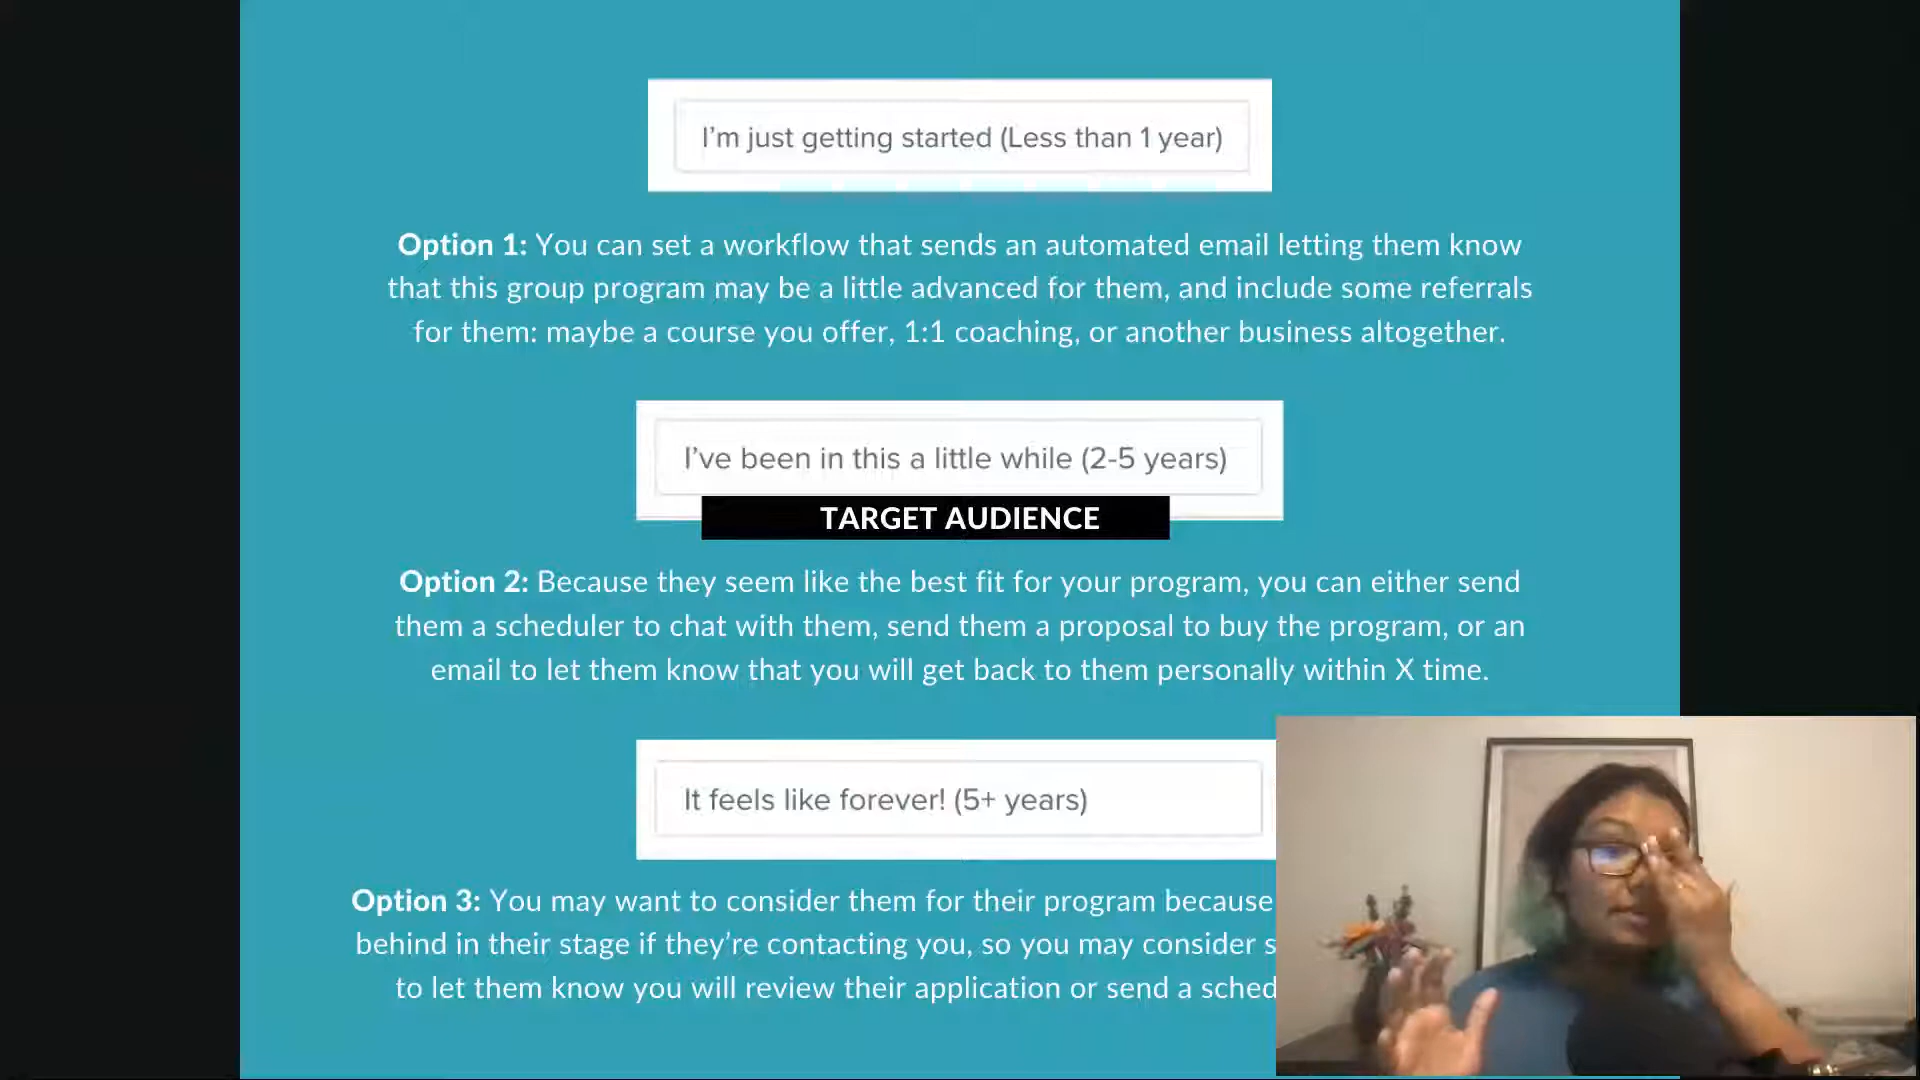 I'm just getting started (Less than 1 year)
Option 1: You can set a workflow that sends an automated email letting them know
that this group program may be a little advanced for them, and include some referrals
for them: maybe a course you offer, 1:1 coaching, or another business altogether.
I've been in this a little while (2-5 years)
TARGET AUDIENCE
Option 2: Because they seem like the best fit for your program, you can either send
them a scheduler to chat with them, send them a proposal to buy the program, or an
email to let them know that you will get back to them personally within X time.
It feels like forever! (5+ years)
Option 3: You may want to consider them for their program because
behind in their stage if they're contacting you, so you may consider
to let them know you will review their application or send a